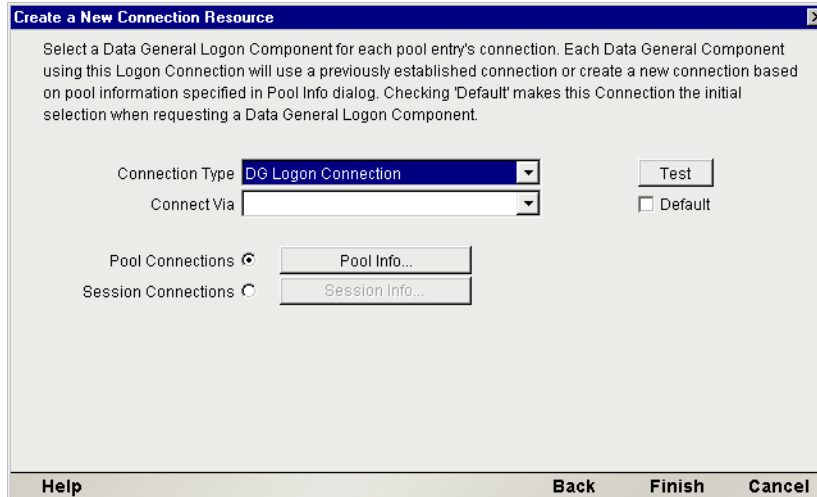 Create a New Connection Resource
Select a Data General Logon Component for each pool entry's connection. Each Data General Component
using this Logon Connection will use a previously established connection or create a new connection based
on pool information specified in Pool Info dialog. Checking 'Default' makes this Connection the initial
selection when requesting a Data General Logon Component.
Connection Type DG Logon Connection Test
Connect Via Default
Pool Connections Pool Info...
Session Connections Session Info...
Help Back Finish Cancel